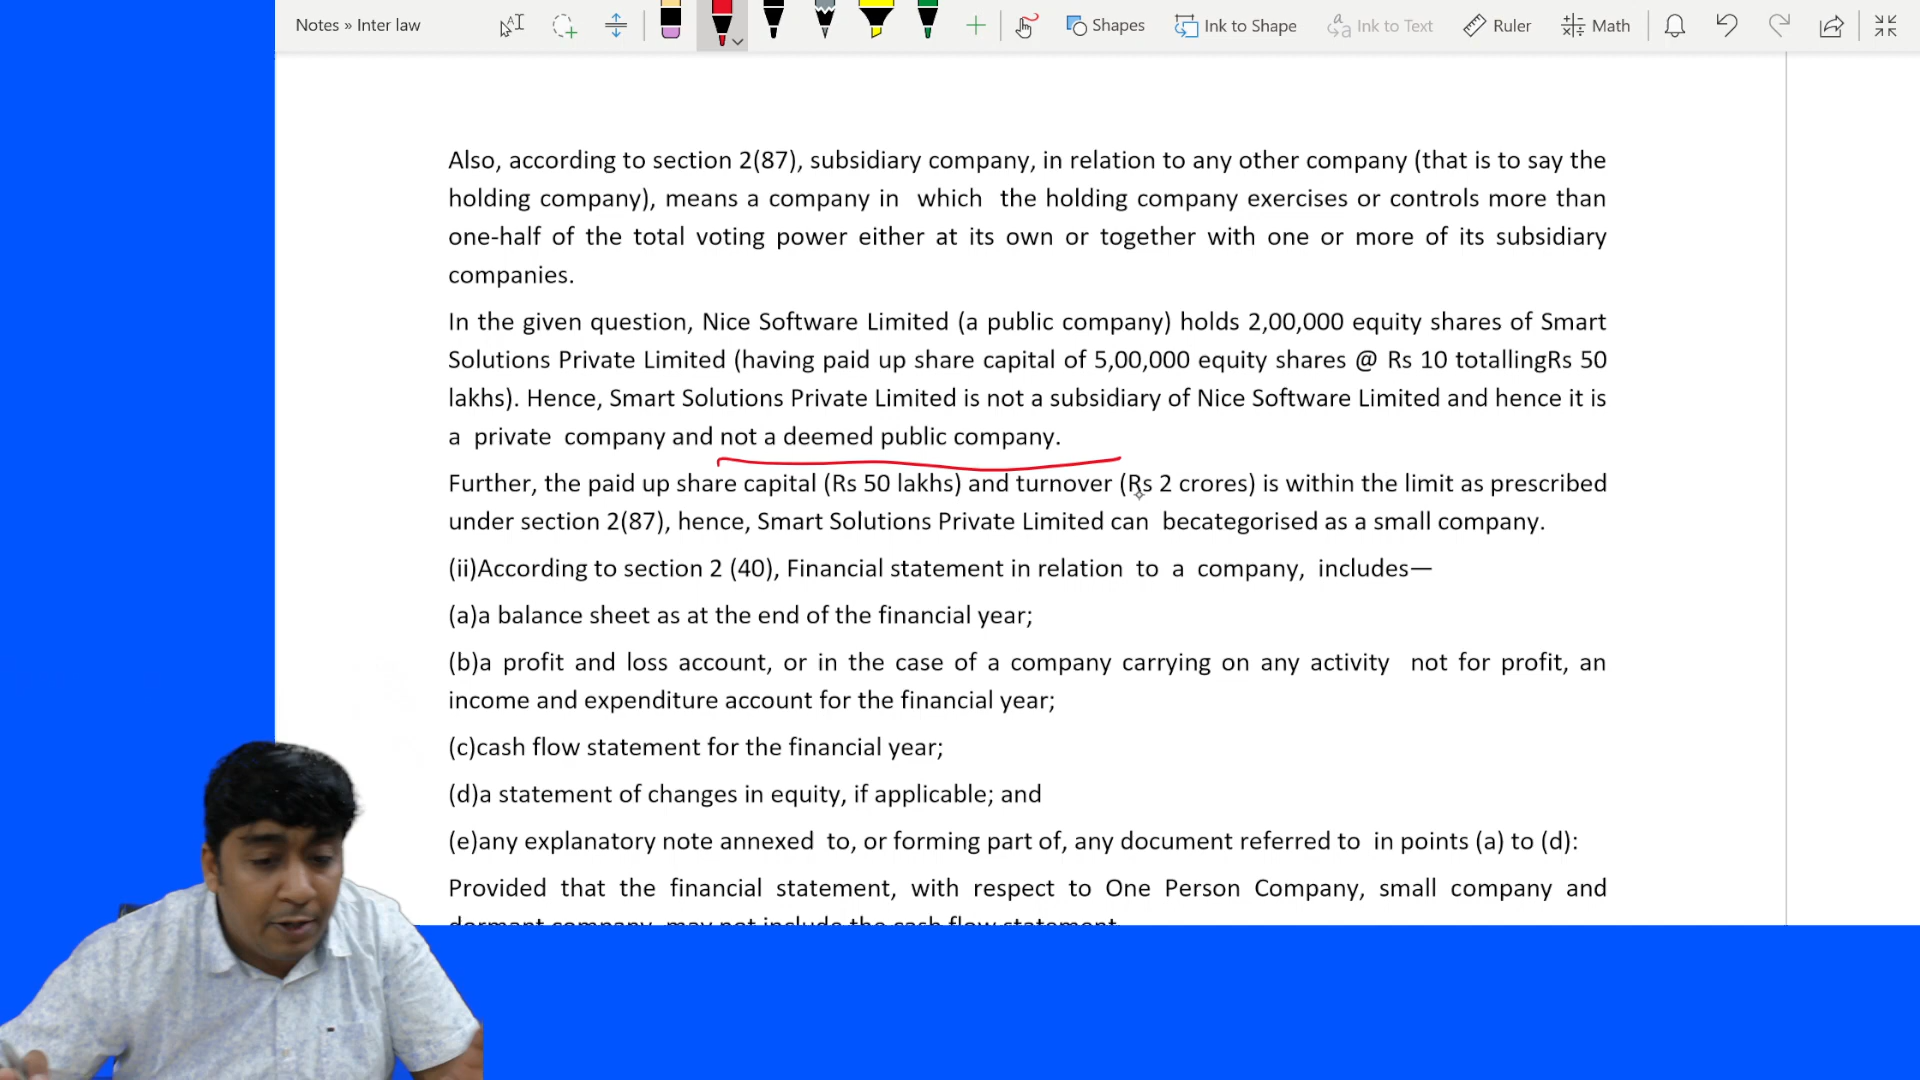 Notes » Inter law
Shapes
Ink to Shape
Ink to Text
Ruler
Math
Also, according to section 2(87), subsidiary company, in relation to any other company (that is to say the
holding company), means a company in which the holding company exercises or controls more than
one-half of the total voting power either at its own or together with one or more of its subsidiary
companies.
In the given question, Nice Software Limited (a public company) holds 2,00,000 equity shares of Smart
Solutions Private Limited (having paid up share capital of 5,00,000 equity shares @ Rs 10 totallingRs 50
lakhs). Hence, Smart Solutions Private Limited is not a subsidiary of Nice Software Limited and hence it is
a private company and not a deemed public company.
Further, the paid up share capital (Rs 50 lakhs) and turnover (Rs 2 crores) is within the limit as prescribed
under section 2(87), hence, Smart Solutions Private Limited can becategorised as a small company.
(ii)According to section 2 (40), Financial statement in relation to a company, includes—
(a)a balance sheet as at the end of the financial year;
(b)a profit and loss account, or in the case of a company carrying on any activity not for profit, an
income and expenditure account for the financial year;
(c)cash flow statement for the financial year;
(d)a statement of changes in equity, if applicable; and
(e)any explanatory note annexed to, or forming part of, any document referred to in points (a) to (d):
Provided that the financial statement, with respect to One Person Company, small company and
dormant company, may not include the cash flow statement.